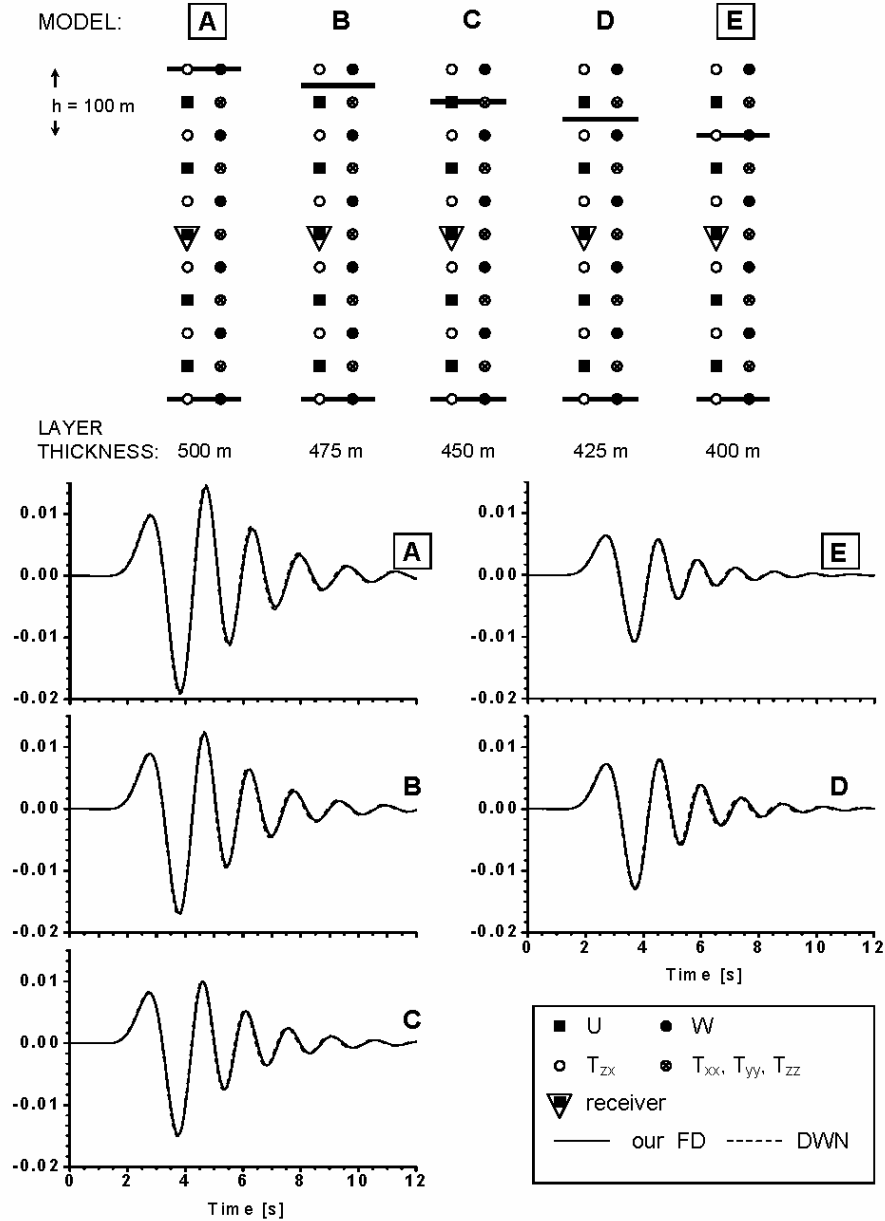 MODEL: A B C D E
h = 100 m
LAYER
THICKNESS: 500 m 475 m 450 m 425 m 400 m
0.01
0.00
-0.01
-0.02
A
0.01
0.00
-0.01
-0.02
E
0.01
0.00
-0.01
-0.02
B
0.01
0.00
-0.01
-0.02
D
0 2 4 6 8 10 12
Time [s]
0.01
0.00
-0.01
-0.02
C
0 2 4 6 8 10 12
Time [s]
U W
Tzx Txx, Tyy, Tzz
receiver
our FD DWN